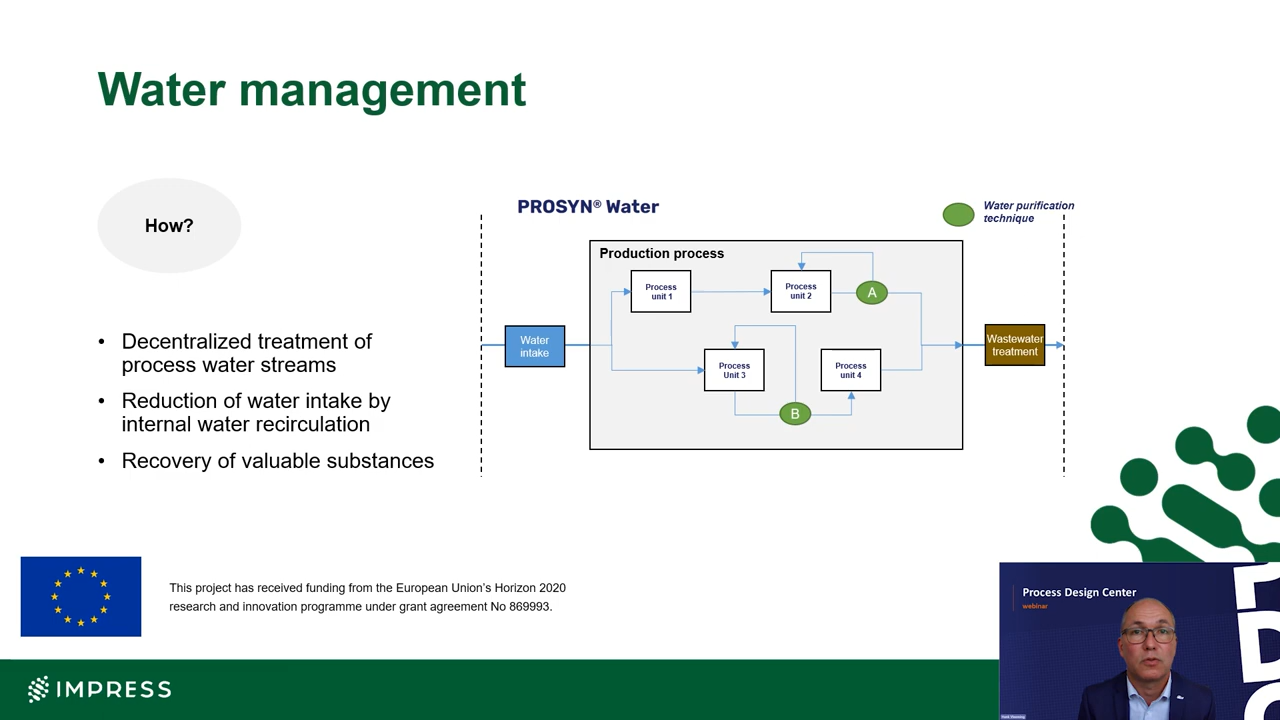 Water management
How?
• Decentralized treatment of
process water streams
• Reduction of water intake by
internal water recirculation
• Recovery of valuable substances
PROSYN® Water
Water purification
technique
Production process
Process
unit 1
Process
unit 2
A
Water
intake
Process
Unit 3
Process
unit 4
B
Wastewater
treatment
This project has received funding from the European Union's Horizon 2020
research and innovation programme under grant agreement No 869993.
IMPRESS
Process Design Center
webinar
P
D
C